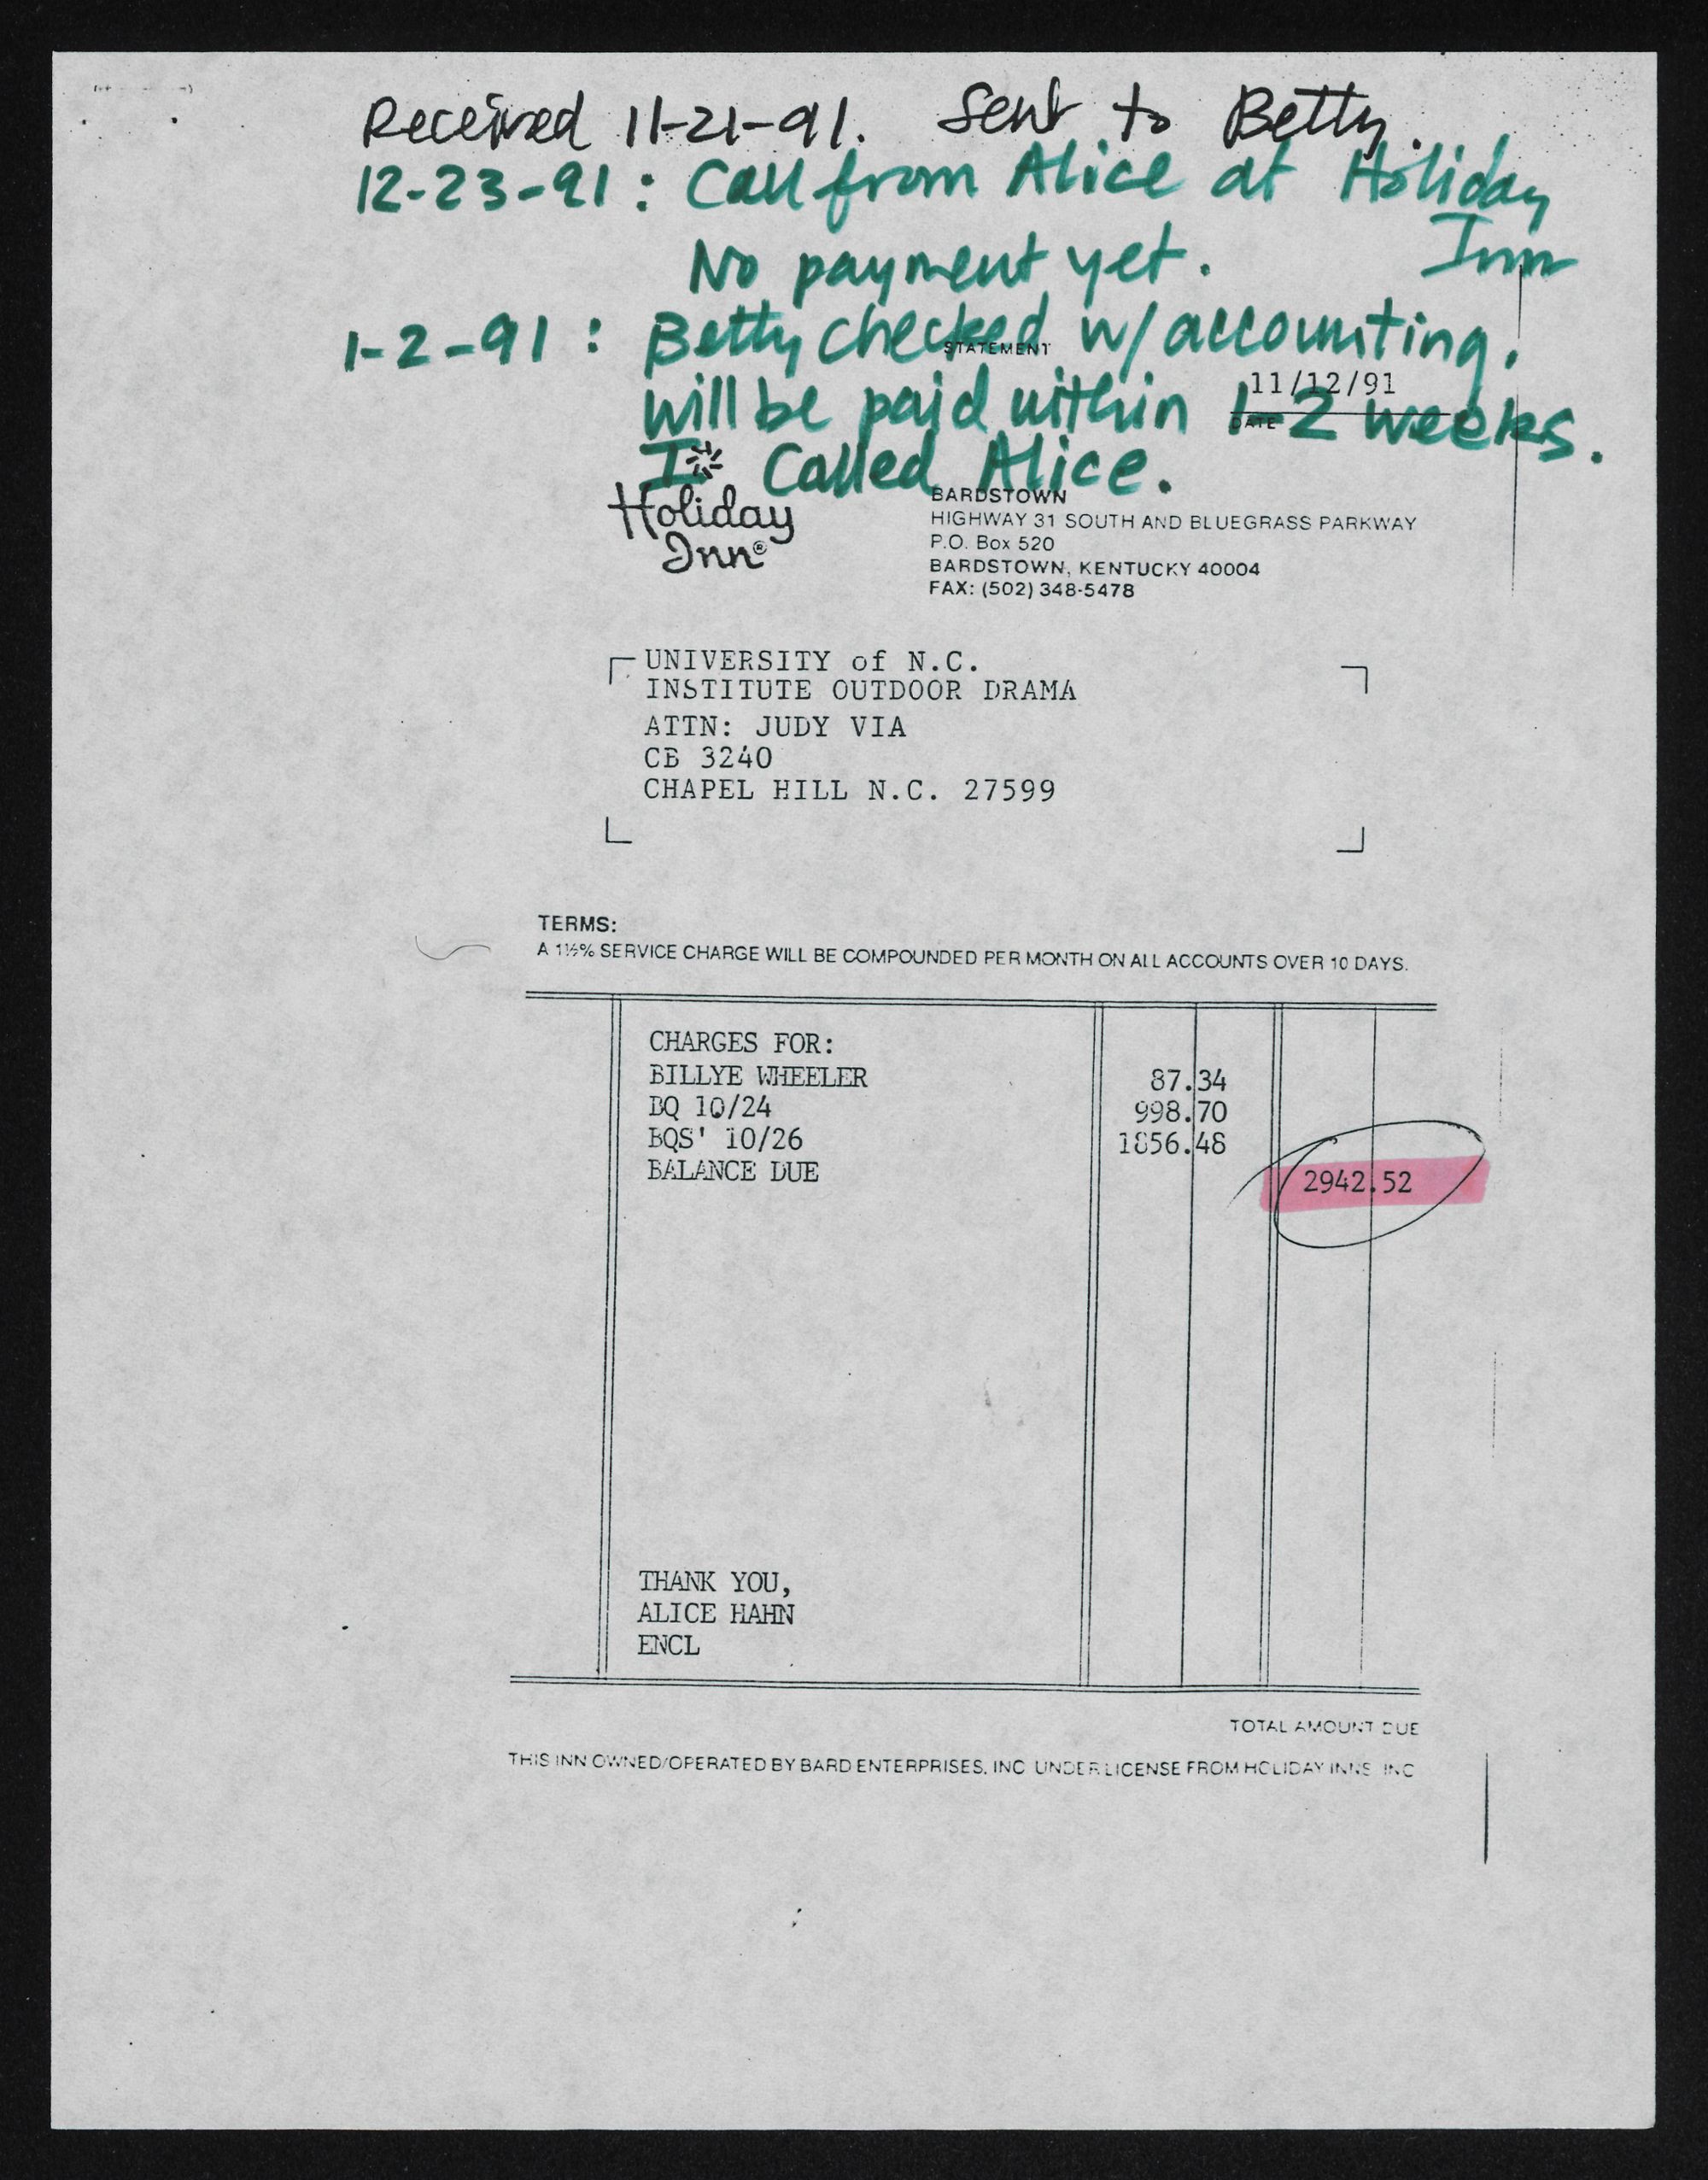 Received 11-21-91. Sent to Betty.
12-23-91: Call from Alice at Holiday Inn
No payment yet.
1-2-91: Betty checked w/accounting.
will be paid within 1-2 weeks.
I Called Alice.
STATEMENT
11/12/91
DATE
Holiday
Inn®
BARDSTOWN
HIGHWAY 31 SOUTH AND BLUEGRASS PARKWAY
P.O. Box 520
BARDSTOWN, KENTUCKY 40004
FAX: (502) 348-5478
UNIVERSITY of N.C.
INSTITUTE OUTDOOR DRAMA
ATTN: JUDY VIA
CB 3240
CHAPEL HILL N.C. 27599
TERMS:
A 1½% SERVICE CHARGE WILL BE COMPOUNDED PER MONTH ON ALL ACCOUNTS OVER 10 DAYS.
CHARGES FOR:
BILLYE WHEELER 87.34
BQ 10/24 998.70
BQS' 10/26 1856.48
BALANCE DUE 2942.52
THANK YOU,
ALICE HAHN
ENCL
TOTAL AMOUNT DUE
THIS INN OWNED/OPERATED BY BARD ENTERPRISES, INC. UNDER LICENSE FROM HOLIDAY INNS INC